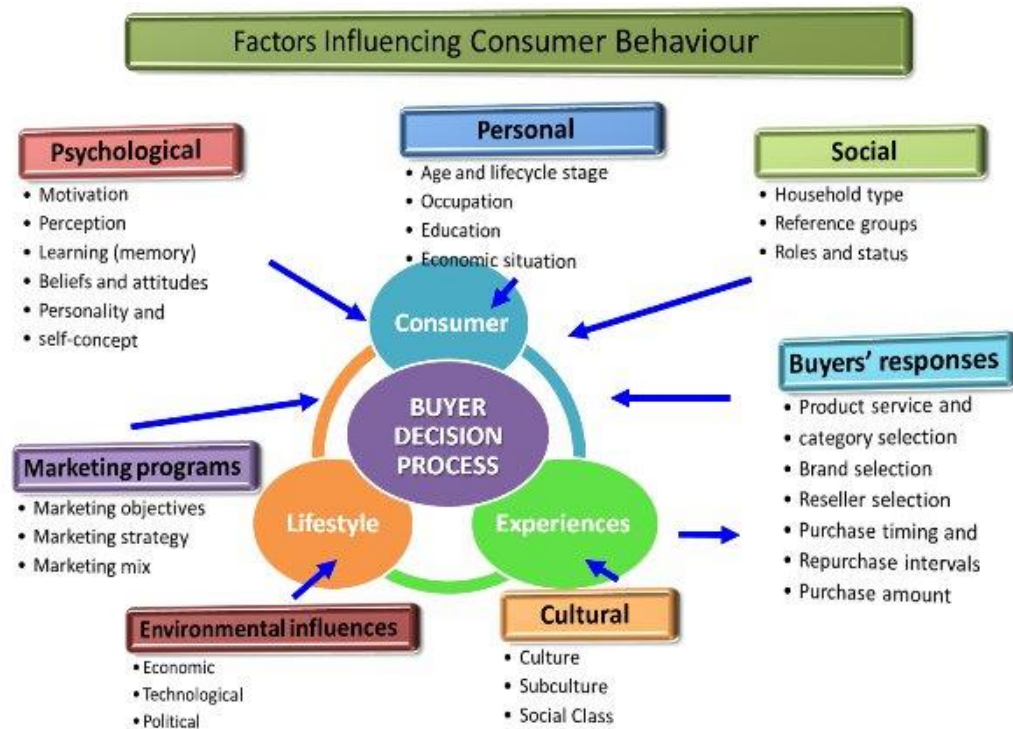 Factors Influencing Consumer Behaviour
Psychological
• Motivation
• Perception
• Learning (memory)
• Beliefs and attitudes
• Personality and
• self-concept
Personal
• Age and lifecycle stage
• Occupation
• Education
• Economic situation
Social
• Household type
• Reference groups
• Roles and status
Consumer
BUYER
DECISION
PROCESS
Lifestyle
Experiences
Buyers' responses
• Product service and
• category selection
• Brand selection
• Reseller selection
• Purchase timing and
• Repurchase intervals
• Purchase amount
Marketing programs
• Marketing objectives
• Marketing strategy
• Marketing mix
Environmental influences
• Economic
• Technological
• Political
Cultural
• Culture
• Subculture
• Social Class